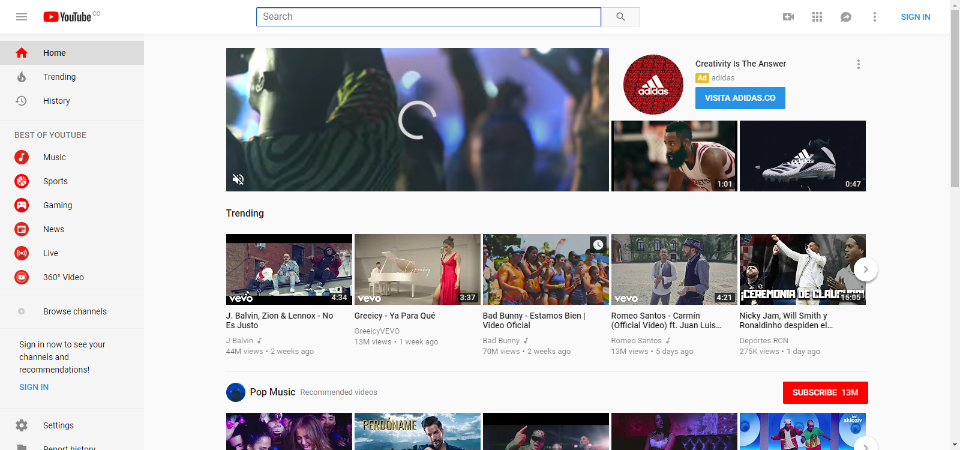 YouTube CO
Search
SIGN IN
Home
Trending
History
BEST OF YOUTUBE
Music
Sports
Gaming
News
Live
360° Video
Browse channels
Sign in now to see your
channels and
recommendations!
SIGN IN
Settings
Report history
adidas
Creativity Is The Answer
Ad adidas
VISITA ADIDAS.CO
1:01
adidas
0:47
Trending
vevo 4:34
J. Balvin, Zion & Lennox - No
Es Justo
J Balvin
44M views • 2 weeks ago
Greeicy
vevo 3:37
Greeicy - Ya Para Qué
GreeicyVEVO
13M views • 1 week ago
Bad Bunny - Estamos Bien |
Video Oficial
Bad Bunny
70M views • 2 weeks ago
vevo 4:21
Romeo Santos - Carmín
(Official Video) ft. Juan Luis...
Romeo Santos
13M views • 5 days ago
15:05
Nicky Jam, Will Smith y
Ronaldinho despiden el...
Deportes RCN
275K views • 1 day ago
Pop Music Recommended videos
SUBSCRIBE 13M
PERDÓNAME